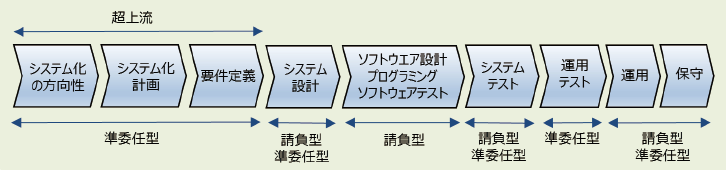 超上流
システム化
の方向性
システム化
計画
要件定義
システム
設計
ソフトウエア設計
プログラミング
ソフトウェアテスト
システム
テスト
運用
テスト
運用
保守
準委任型
請負型
準委任型
請負型
請負型
準委任型
準委任型
請負型
準委任型